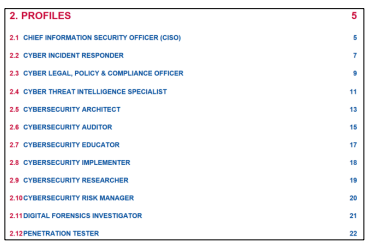 2. PROFILES 5
2.1 CHIEF INFORMATION SECURITY OFFICER (CISO) 5
2.2 CYBER INCIDENT RESPONDER 7
2.3 CYBER LEGAL, POLICY & COMPLIANCE OFFICER 9
2.4 CYBER THREAT INTELLIGENCE SPECIALIST 11
2.5 CYBERSECURITY ARCHITECT 13
2.6 CYBERSECURITY AUDITOR 15
2.7 CYBERSECURITY EDUCATOR 17
2.8 CYBERSECURITY IMPLEMENTER 18
2.9 CYBERSECURITY RESEARCHER 19
2.10 CYBERSECURITY RISK MANAGER 20
2.11 DIGITAL FORENSICS INVESTIGATOR 21
2.12 PENETRATION TESTER 22